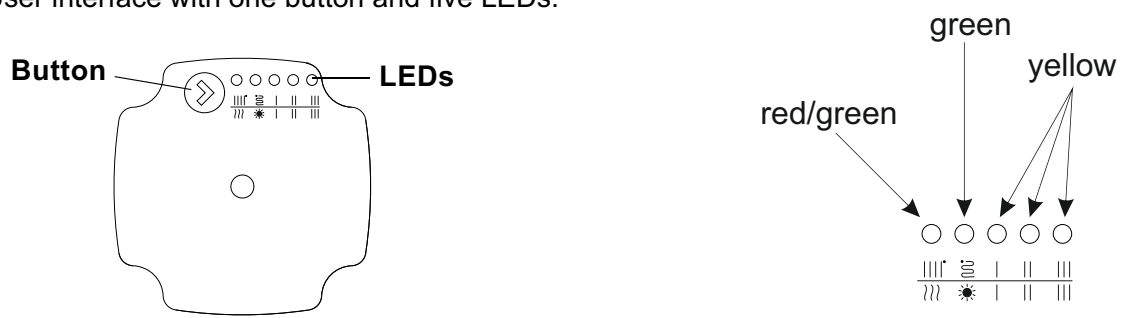 user interface with one button and five LEDs.
Button
LEDs
green
yellow
red/green